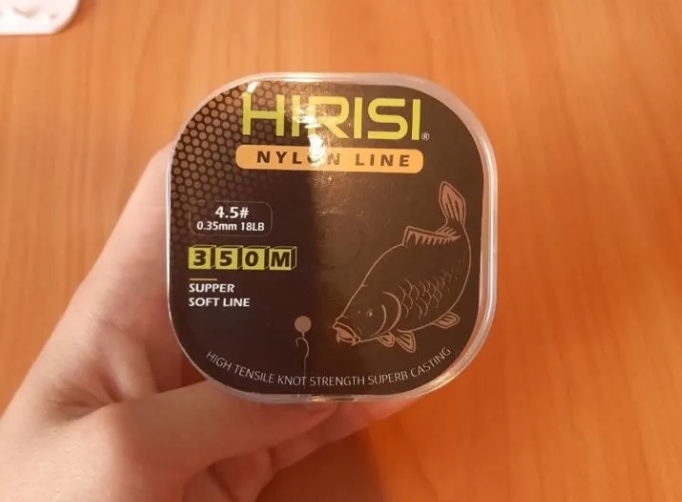 HIRISI®
NYLON LINE
4.5#
0.35mm 18LB
350M
SUPPER
SOFT LINE
HIGH TENSILE KNOT STRENGTH SUPERB CASTING